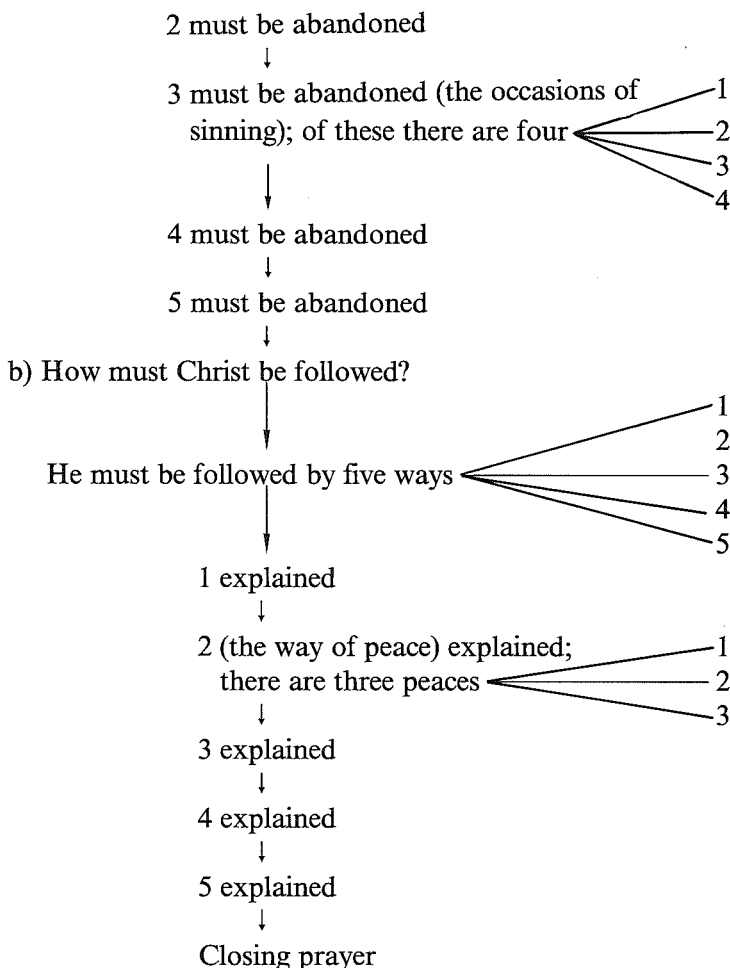 2 must be abandoned
3 must be abandoned (the occasions of
sinning); of these there are four
1
2
3
4
4 must be abandoned
5 must be abandoned
b) How must Christ be followed?
He must be followed by five ways
1
2
3
4
5
1 explained
2 (the way of peace) explained;
there are three peaces
1
2
3
3 explained
4 explained
5 explained
Closing prayer